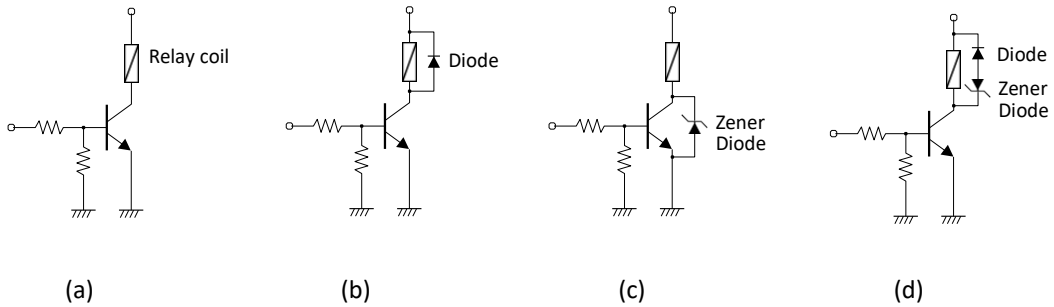 Relay coil
Diode
Zener
Diode
Diode
Zener
Diode
(a)
(b)
(c)
(d)